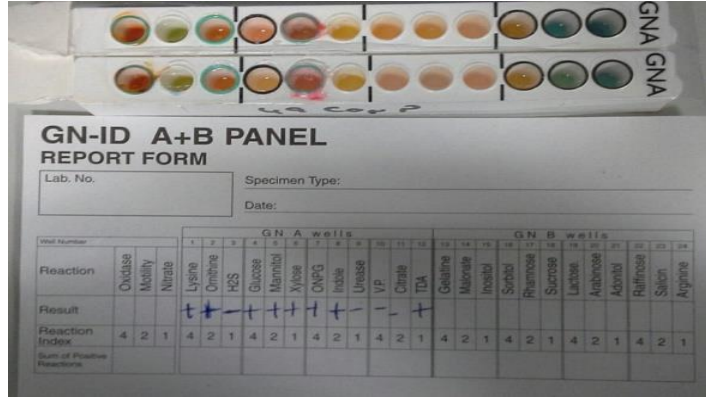 GNA GNA
GN-ID A+B PANEL
REPORT FORM
Lab. No.
Specimen Type:
Date:
GN A wells GN B wells
Well Number 1 2 3 4 5 6 7 8 9 10 11 12 13 14 15 16 17 18 19 20 21 22 23 24
Reaction Oxidase Motility Nitrate Lysine Ornithine H2S Glucose Mannitol Xylose ONPG Indole Urease V.P. Citrate TDA Gelatine Malonate Inositol Sorbitol Rhamnose Sucrose Lactose Arabinose Adonitol Raffinose Salicin Arginine
Result + + - + + + + + - - - +
Reaction Index 4 2 1 4 2 1 4 2 1 4 2 1 4 2 1 4 2 1 4 2 1 4 2 1 4 2 1
Sum of Positive Reactions